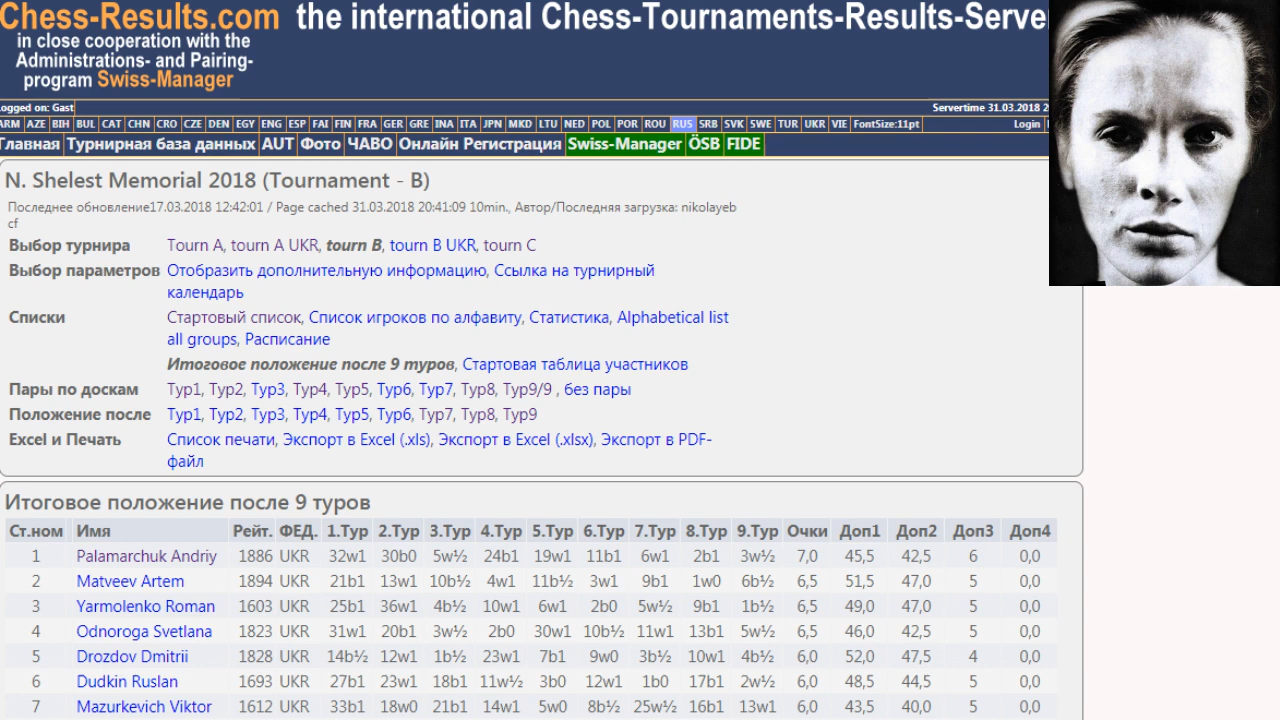 Chess-Results.com the international Chess-Tournaments-Results-Serve
in close cooperation with the
Administrations- and Pairing-
program Swiss-Manager
ogged on: Gast Servertime 31.03.2018 2
ARM AZE BIH BUL CAT CHN CRO CZE DEN EGY ENG ESP FAI FIN FRA GER GRE INA ITA JPN MKD LTU NED POL POR ROU RUS SRB SVK SWE TUR UKR VIE FontSize:11pt Login
Главная Турнирная база данных AUT Фото ЧАВО Онлайн Регистрация Swiss-Manager ÖSB FIDE
N. Shelest Memorial 2018 (Tournament - B)
Последнее обновление17.03.2018 12:42:01 / Page cached 31.03.2018 20:41:09 10min., Автор/Последняя загрузка: nikolayeb
cf
Выбор турнира Tourn A, tourn A UKR, tourn B, tourn B UKR, tourn C
Выбор параметров Отобразить дополнительную информацию, Ссылка на турнирный
календарь
Списки Стартовый список, Список игроков по алфавиту, Статистика, Alphabetical list
all groups, Расписание
Итоговое положение после 9 туров, Стартовая таблица участников
Пары по доскам Тур1, Тур2, Тур3, Тур4, Тур5, Тур6, Тур7, Тур8, Тур9/9 , без пары
Положение после Тур1, Тур2, Тур3, Тур4, Тур5, Тур6, Тур7, Тур8, Тур9
Excel и Печать Список печати, Экспорт в Excel (.xls), Экспорт в Excel (.xlsx), Экспорт в PDF-
файл
Итоговое положение после 9 туров
Ст.ном Имя Рейт. ФЕД. 1.Тур 2.Тур 3.Тур 4.Тур 5.Тур 6.Тур 7.Тур 8.Тур 9.Тур Очки Доп1 Доп2 Доп3 Доп4
1 Palamarchuk Andriy 1886 UKR 32w1 30b0 5w½ 24b1 19w1 11b1 6w1 2b1 3w½ 7,0 45,5 42,5 6 0,0
2 Matveev Artem 1894 UKR 21b1 13w1 10b½ 4w1 11b½ 3w1 9b1 1w0 6b½ 6,5 51,5 47,0 5 0,0
3 Yarmolenko Roman 1603 UKR 25b1 36w1 4b½ 10w1 6w1 2b0 5w½ 9b1 1b½ 6,5 49,0 47,0 5 0,0
4 Odnoroga Svetlana 1823 UKR 31w1 20b1 3w½ 2b0 30w1 10b½ 11w1 13b1 5w½ 6,5 46,0 42,5 5 0,0
5 Drozdov Dmitrii 1828 UKR 14b½ 12w1 1b½ 23w1 7b1 9w0 3b½ 10w1 4b½ 6,0 52,0 47,5 4 0,0
6 Dudkin Ruslan 1693 UKR 27b1 23w1 18b1 11w½ 3b0 12w1 1b0 17b1 2w½ 6,0 48,5 44,5 5 0,0
7 Mazurkevich Viktor 1612 UKR 33b1 18w0 21b1 14w1 5w0 8b½ 25w½ 16b1 13w1 6,0 43,5 40,0 5 0,0